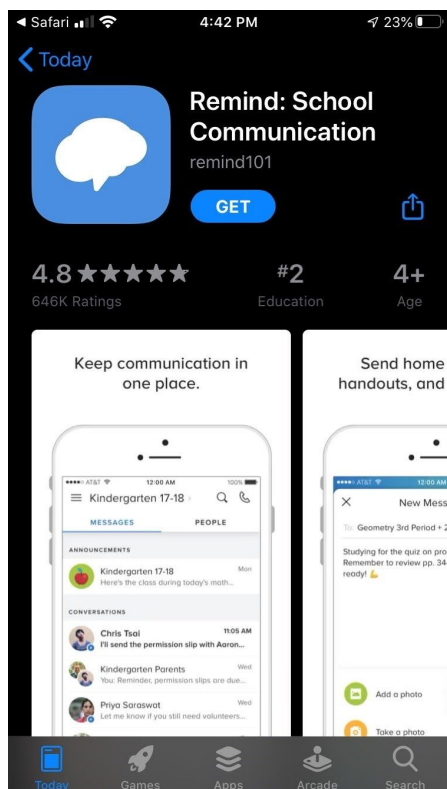 Safari
4:42 PM
23%
Today
Remind: School
Communication
remind101
GET
4.8
#2
4+
646K Ratings
Education
Age
Keep communication in
one place.
AT&T
12:00 AM
100%
Kindergarten 17-18
MESSAGES
PEOPLE
ANNOUNCEMENTS
Kindergarten 17-18
Mon
Here's the class during today's math...
CONVERSATIONS
Chris Tsai
11:05 AM
I'll send the permission slip with Aaron...
Kindergarten Parents
Wed
You: Reminder, permission slips are due...
Priya Saraswat
Wed
Let me know if you still need volunteers...
Send home
handouts, and
AT&T
12:00 AM
New Mess
To: Geometry 3rd Period + 2
Studying for the quiz on pro
Remember to review pp. 34
ready!
Add a photo
Take a photo
Today
Games
Apps
Arcade
Search